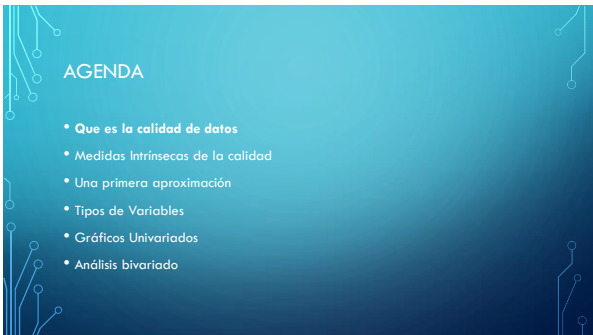 AGENDA
• Que es la calidad de datos
• Medidas Intrínsecas de la calidad
• Una primera aproximación
• Tipos de Variables
• Gráficos Univariados
• Análisis bivariado